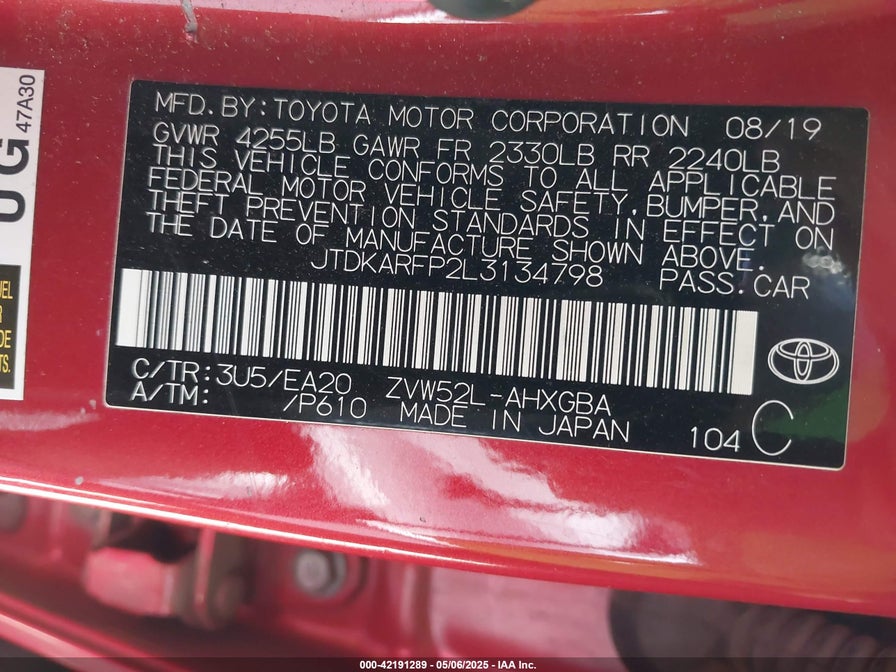 47A30
UG
MFD. BY: TOYOTA MOTOR CORPORATION 08/19
GVWR 4255LB GAWR FR 2330LB RR 2240LB
THIS VEHICLE CONFORMS TO ALL APPLICABLE
FEDERAL MOTOR VEHICLE SAFETY, BUMPER, AND
THEFT PREVENTION STANDARDS IN EFFECT ON
THE DATE OF MANUFACTURE SHOWN ABOVE.
JTDKARFP2L3134798 PASS. CAR
C/TR: 3U5/EA20 ZVW52L-AHXGBA
A/TM: /P610 MADE IN JAPAN
104 C
000-42191289 - 05/06/2025 - IAA Inc.